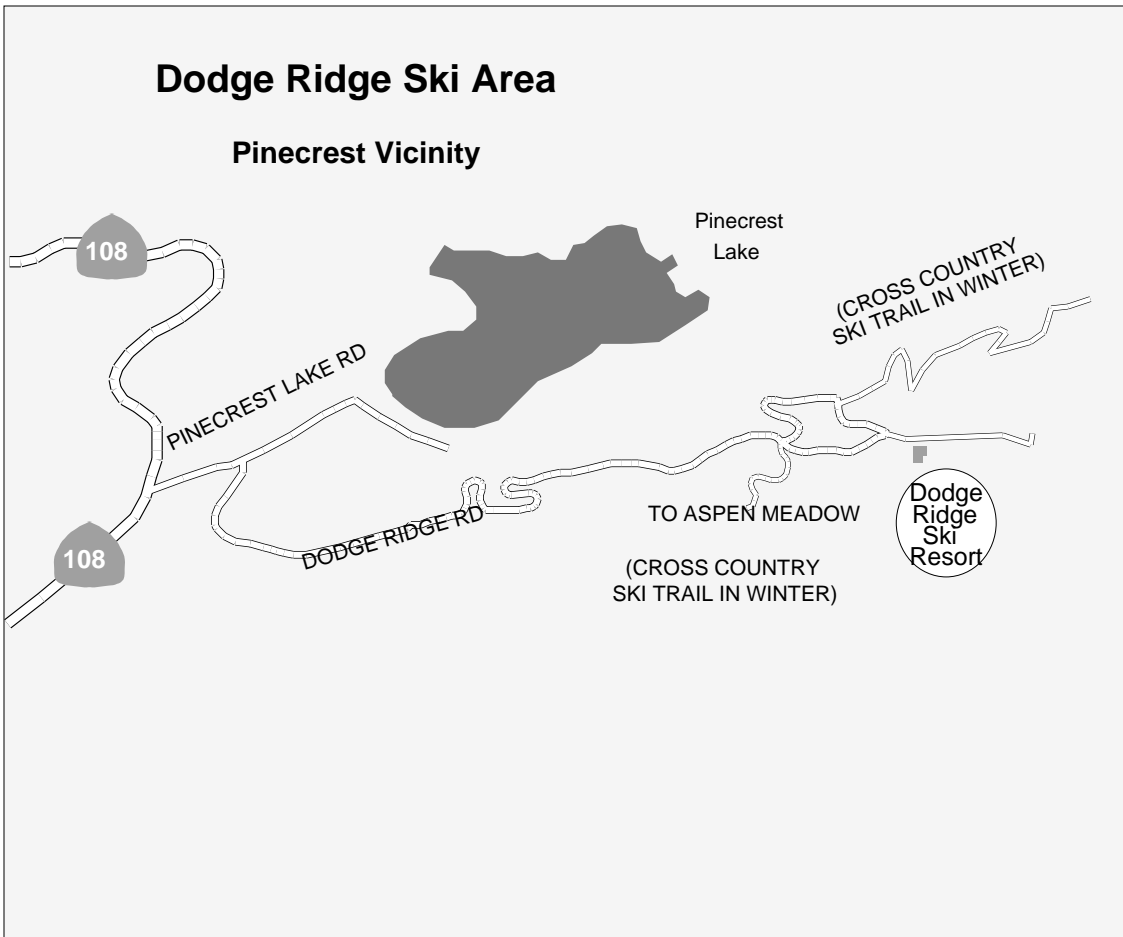 Dodge Ridge Ski Area
Pinecrest Vicinity
Pinecrest
Lake
108
(CROSS COUNTRY
SKI TRAIL IN WINTER)
PINECREST LAKE RD
108
DODGE RIDGE RD
TO ASPEN MEADOW
(CROSS COUNTRY
SKI TRAIL IN WINTER)
Dodge
Ridge
Ski
Resort